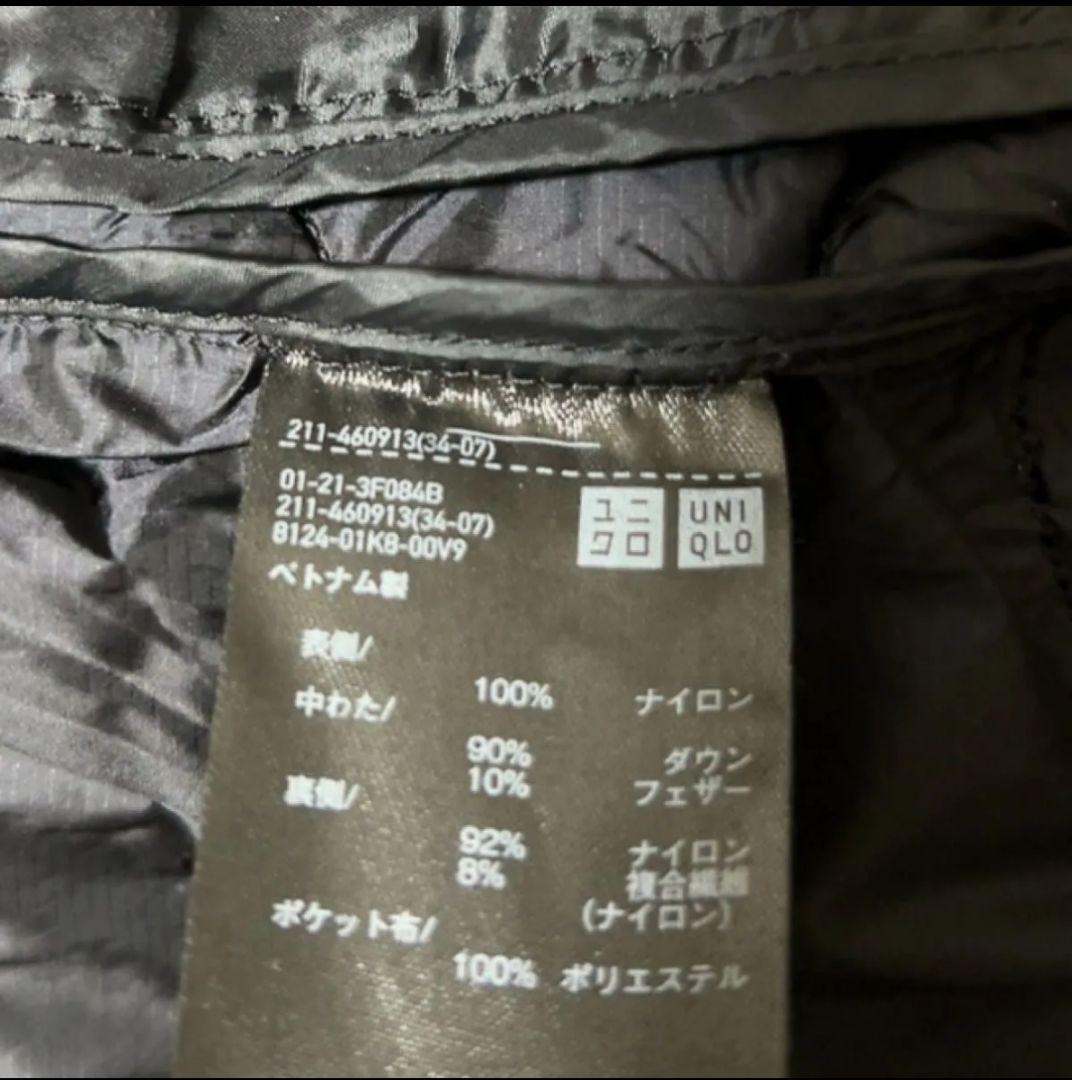 211-460913(34-07)
01-21-3F084B
211-460913(34-07)
8124-01K8-00V9
ユニ
クロ
UNI
QLO
ベトナム製
表側/
100% ナイロン
中わた/
90% ダウン
10% フェザー
裏側/
92% ナイロン
8% 複合繊維
(ナイロン)
ポケット布/
100% ポリエステル